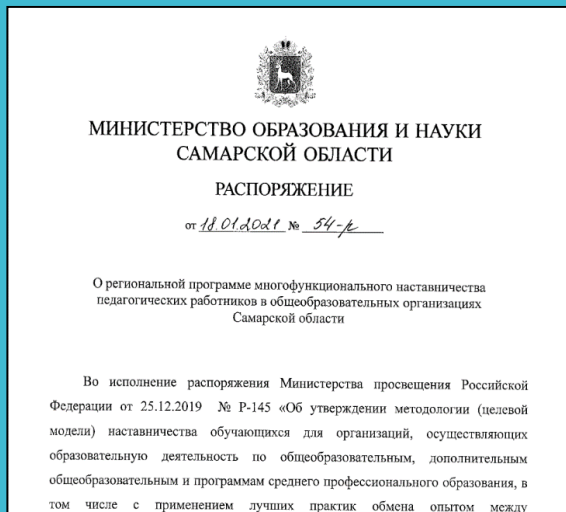 МИНИСТЕРСТВО ОБРАЗОВАНИЯ И НАУКИ
САМАРСКОЙ ОБЛАСТИ
РАСПОРЯЖЕНИЕ
от 18.01.2021 № 54-р
О региональной программе многофункционального наставничества
педагогических работников в общеобразовательных организациях
Самарской области
Во исполнение распоряжения Министерства просвещения Российской
Федерации от 25.12.2019 № Р-145 «Об утверждении методологии (целевой
модели) наставничества обучающихся для организаций, осуществляющих
образовательную деятельность по общеобразовательным, дополнительным
общеобразовательным и программам среднего профессионального образования, в
том числе с применением лучших практик обмена опытом между